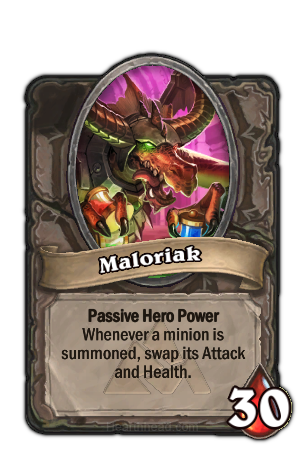 Maloriak
Passive Hero Power
Whenever a minion is
summoned, swap its Attack
and Health.
30